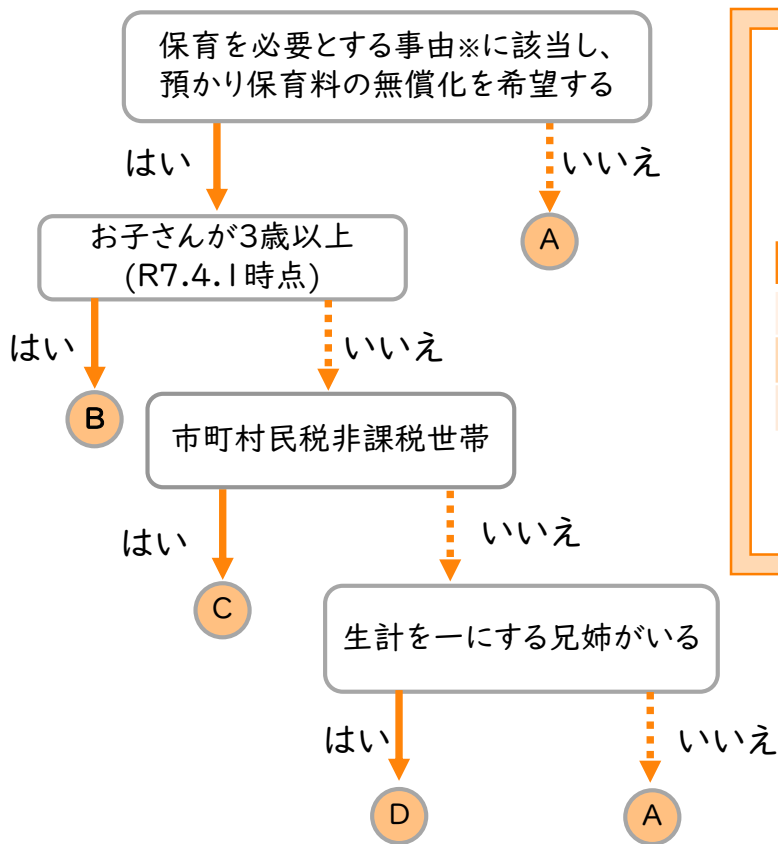 保育を必要とする事由※に該当し、
預かり保育料の無償化を希望する
はい
いいえ
お子さんが3歳以上
(R7.4.1時点)
A
はい
いいえ
B
市町村民税非課税世帯
はい
いいえ
C
生計を一にする兄姉がいる
はい
いいえ
D
A